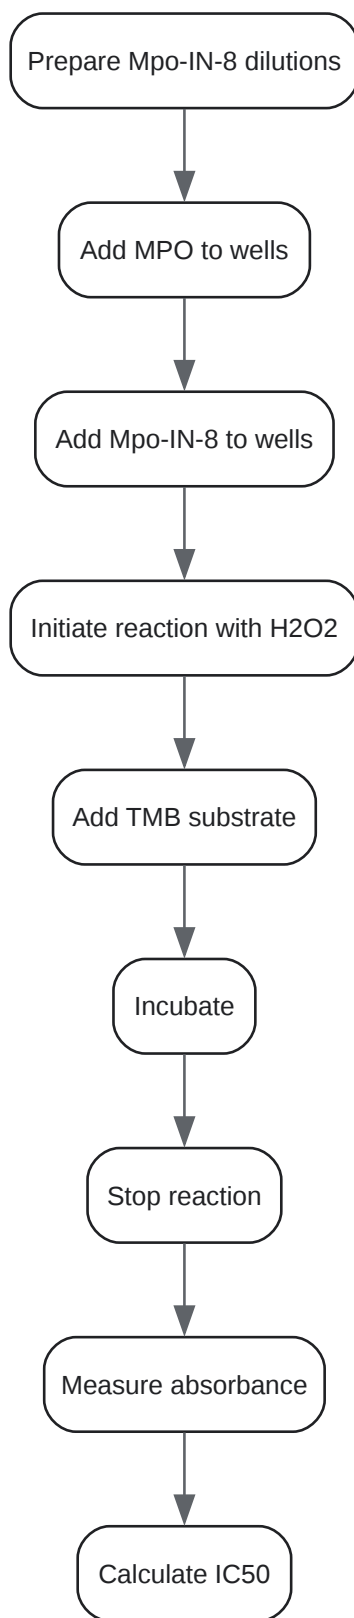 Prepare Mpo-IN-8 dilutions
Add MPO to wells
Add Mpo-IN-8 to wells
Initiate reaction with H2O2
Add TMB substrate
Incubate
Stop reaction
Measure absorbance
Calculate IC50